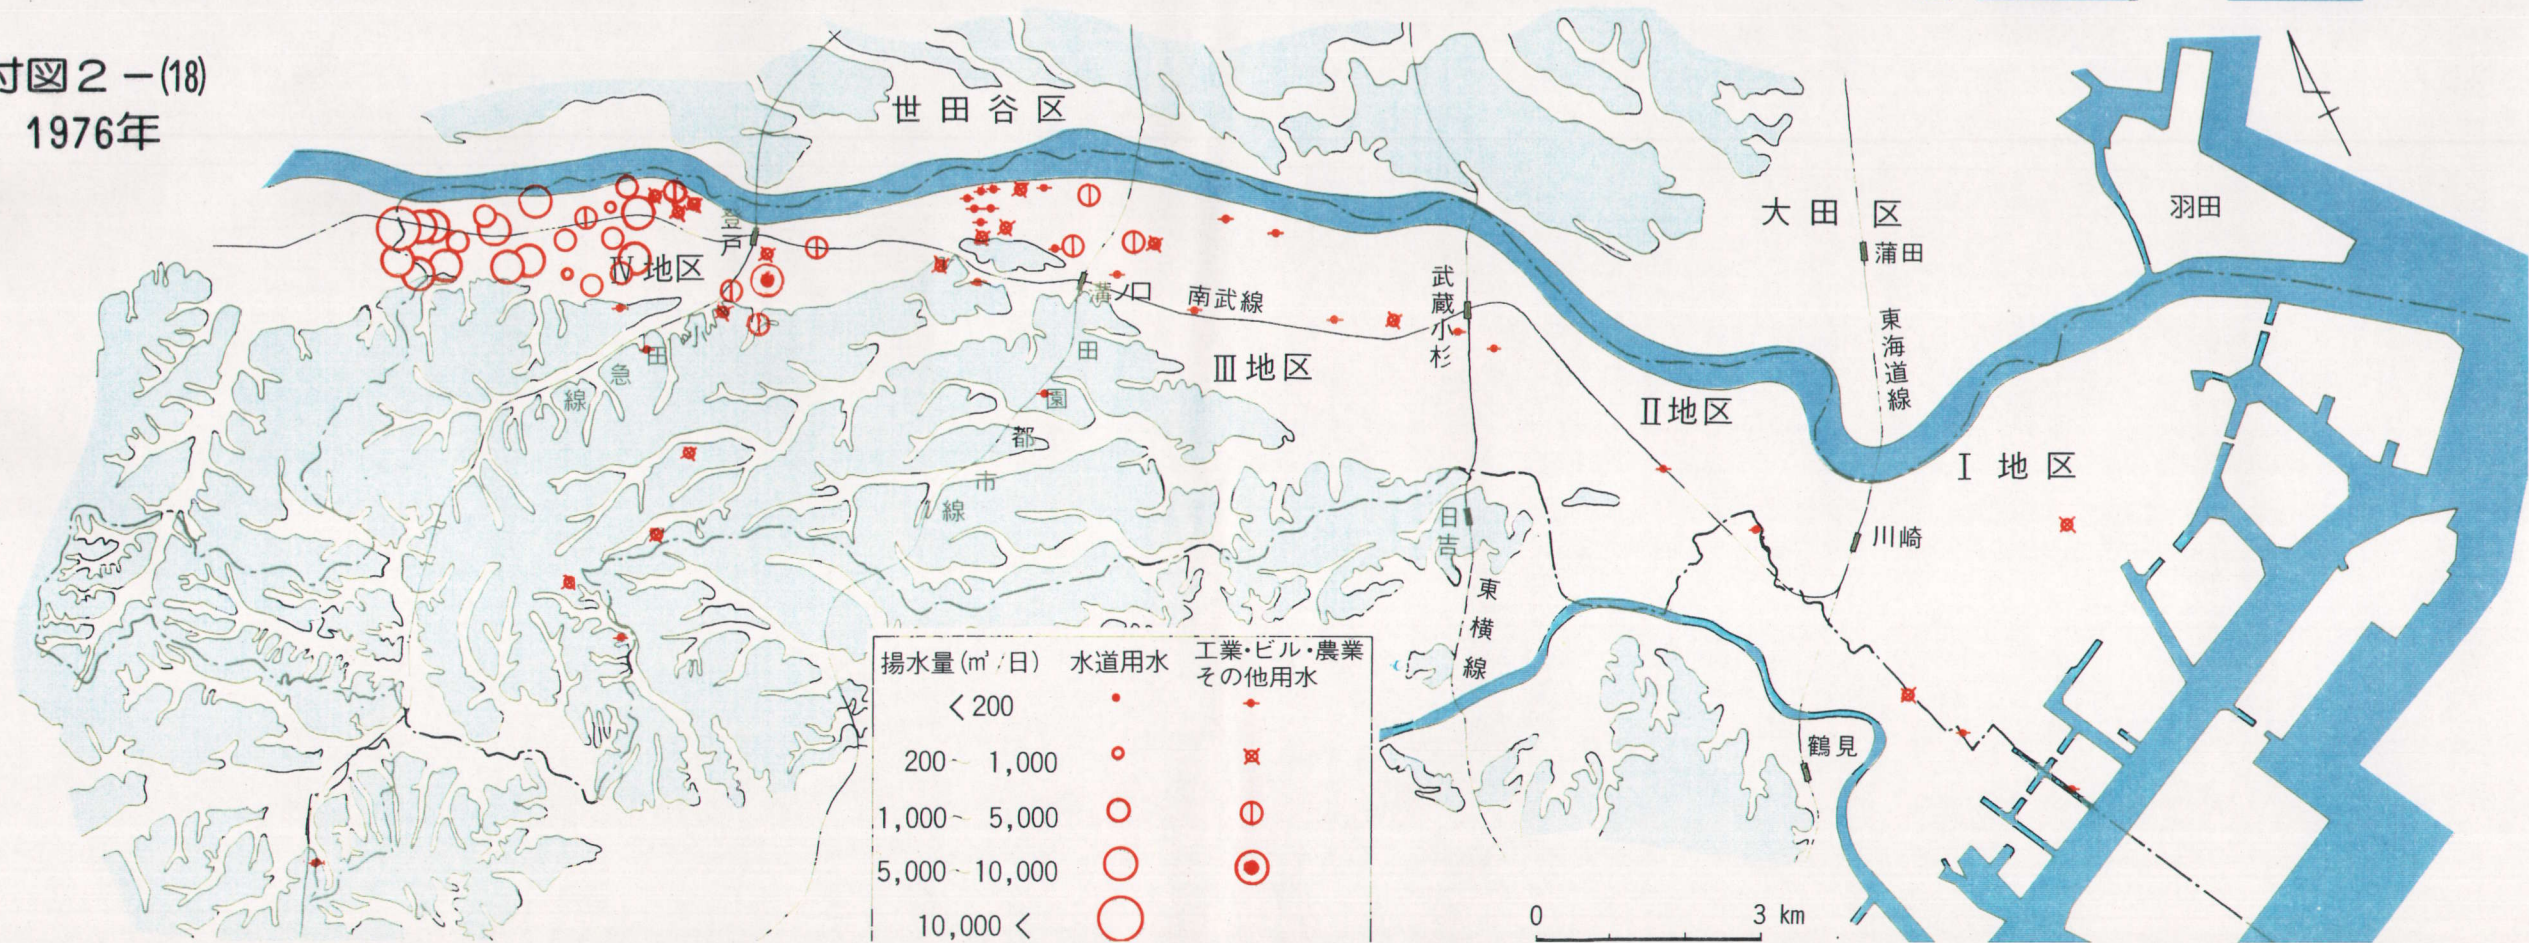 付図2-(18)
1976年
世田谷区
大田区
羽田
蒲田
登戸
Ⅳ地区
溝ノ口
南武線
武蔵小杉
東海道線
Ⅲ地区
Ⅱ地区
Ⅰ地区
小田急線
田園都市線
日吉
川崎
東横線
鶴見
揚水量(m³/日) 水道用水 工業・ビル・農業
その他用水
<200
200~ 1,000
1,000~ 5,000
5,000~ 10,000
10,000<
0 3 km